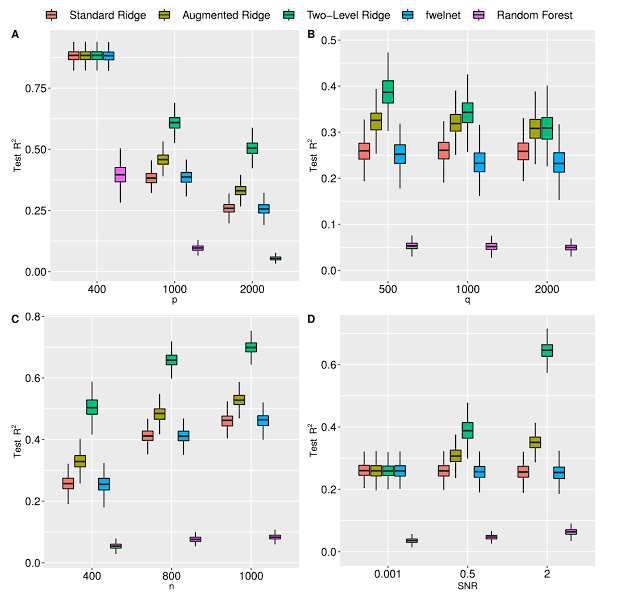 Standard Ridge Augmented Ridge Two−Level Ridge fwelnet Random Forest
A
Test R²
0.75
0.50
0.25
0.00
400 1000 2000
p
B
Test R²
0.5
0.4
0.3
0.2
0.1
0.0
500 1000 2000
q
C
Test R²
0.8
0.6
0.4
0.2
0.0
400 800 1000
n
D
Test R²
0.6
0.4
0.2
0.0
0.001 0.5 2
SNR